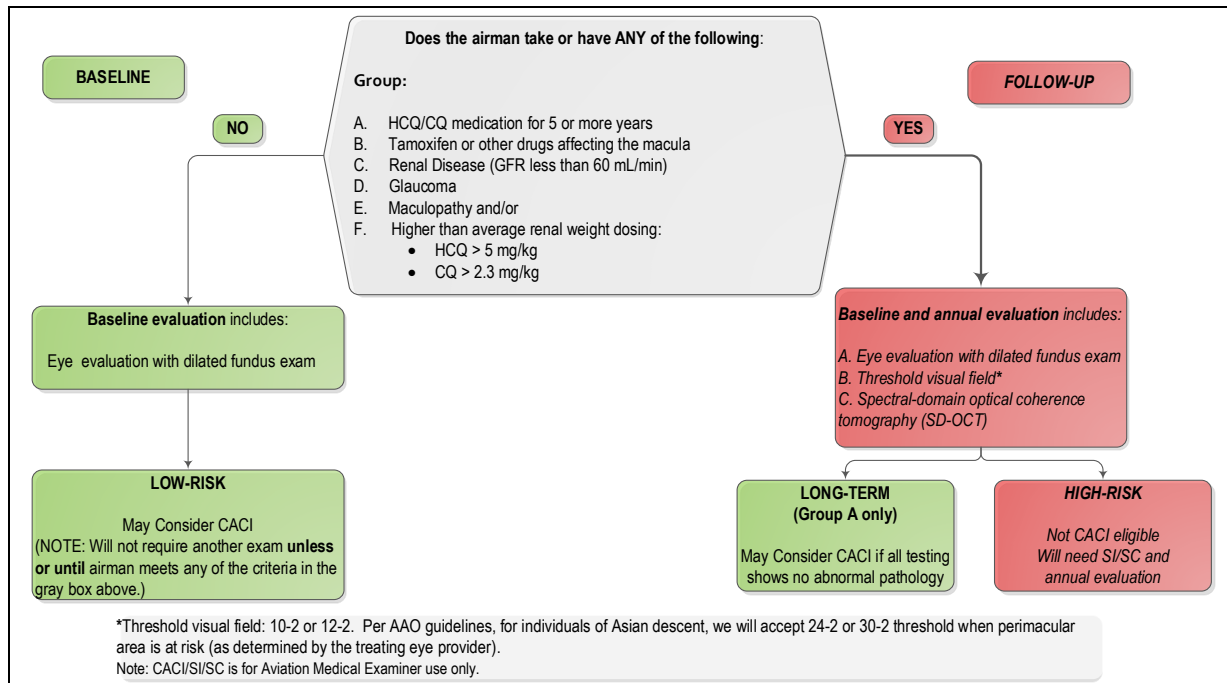 Does the airman take or have ANY of the following:
BASELINE
FOLLOW-UP
Group:
NO
YES
A. HCQ/CQ medication for 5 or more years
B. Tamoxifen or other drugs affecting the macula
C. Renal Disease (GFR less than 60 mL/min)
D. Glaucoma
E. Maculopathy and/or
F. Higher than average renal weight dosing:
• HCQ > 5 mg/kg
• CQ > 2.3 mg/kg
Baseline evaluation includes:
Eye evaluation with dilated fundus exam
Baseline and annual evaluation includes:
A. Eye evaluation with dilated fundus exam
B. Threshold visual field*
C. Spectral-domain optical coherence
tomography (SD-OCT)
LOW-RISK
May Consider CACI
(NOTE: Will not require another exam unless
or until airman meets any of the criteria in the
gray box above.)
LONG-TERM
(Group A only)
May Consider CACI if all testing
shows no abnormal pathology
HIGH-RISK
Not CACI eligible
Will need SI/SC and
annual evaluation
*Threshold visual field: 10-2 or 12-2. Per AAO guidelines, for individuals of Asian descent, we will accept 24-2 or 30-2 threshold when perimacular
area is at risk (as determined by the treating eye provider).
Note: CACI/SI/SC is for Aviation Medical Examiner use only.